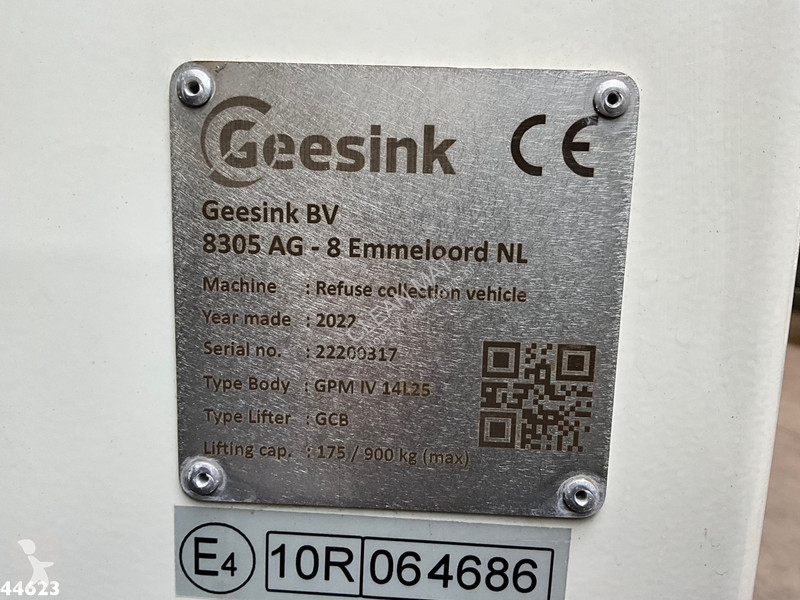 Geesink CE
Geesink BV
8305 AG - 8 Emmeloord NL
Machine : Refuse collection vehicle
Year made : 2022
Serial no. : 22200317
Type Body : GPM IV 14L25
Type Lifter : GCB
Lifting cap. : 175 / 900 kg (max)
E4 10R 064686
44623